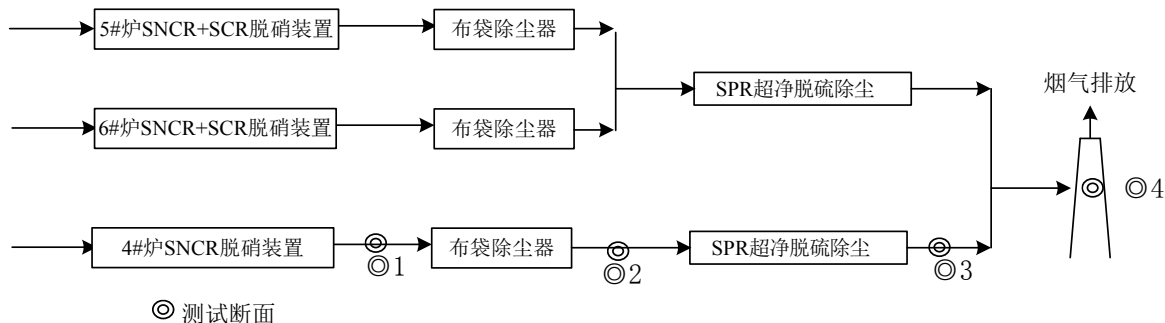 5#炉SNCR+SCR脱硝装置
布袋除尘器
SPR超净脱硫除尘
烟气排放
6#炉SNCR+SCR脱硝装置
布袋除尘器
◎4
4#炉SNCR脱硝装置
◎1
布袋除尘器
◎2
SPR超净脱硫除尘
◎3
◎ 测试断面